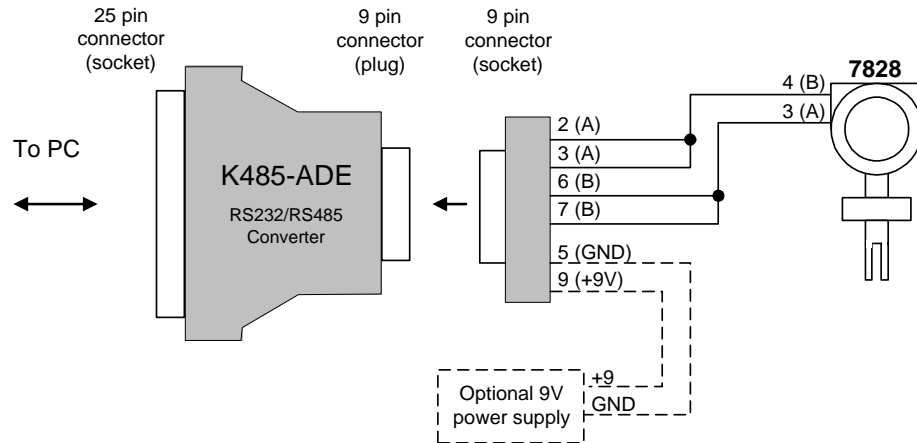 25 pin
connector
(socket)
9 pin
connector
(plug)
9 pin
connector
(socket)
7828
4 (B)
3 (A)
To PC
K485-ADE
RS232/RS485
Converter
2 (A)
3 (A)
6 (B)
7 (B)
5 (GND)
9 (+9V)
Optional 9V
power supply
+9
GND